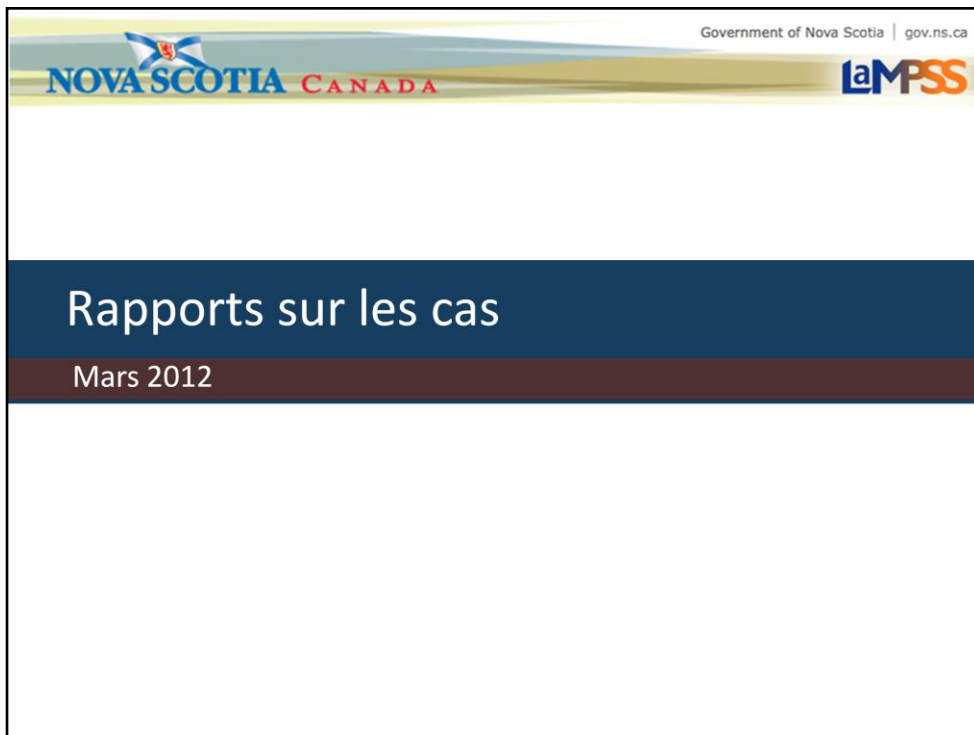 Government of Nova Scotia | gov.ns.ca
NOVA SCOTIA CANADA
LaMPSS
Rapports sur les cas
Mars 2012